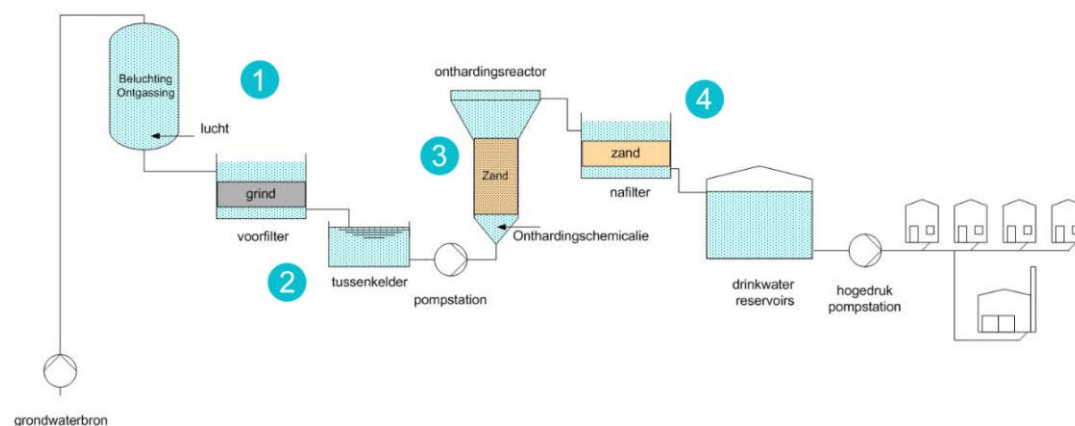 Beluchting
Ontgassing
1
lucht
grind
voorfilter
2
tussenkelder
pompstation
onthardingsreactor
3
Zand
Onthardingschemicalie
4
zand
nafilter
drinkwater
reservoirs
hogedruk
pompstation
grondwaterbron